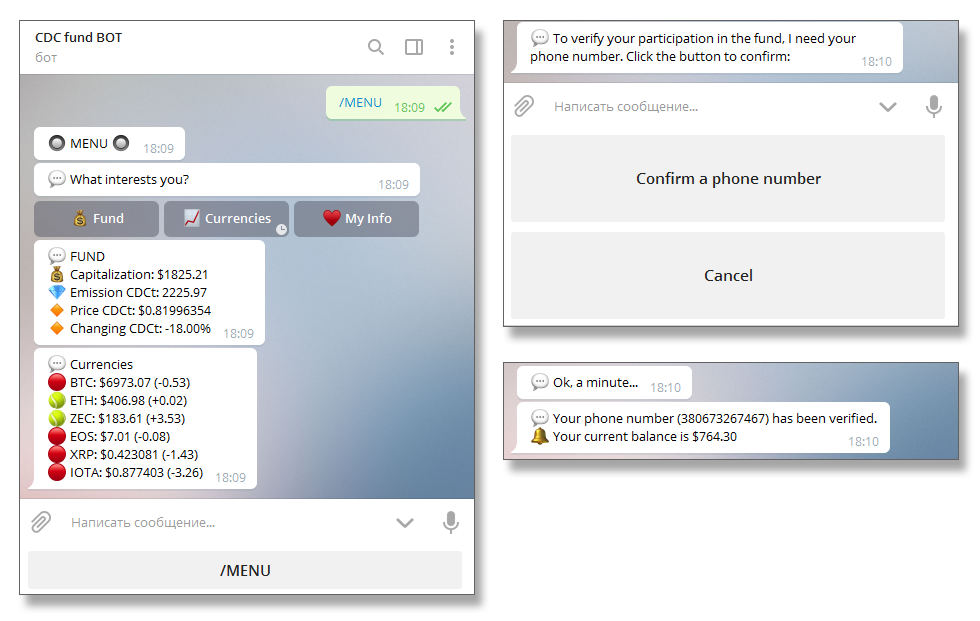 CDC fund BOT
бот
/MENU 18:09
MENU 18:09
What interests you? 18:09
Fund Currencies My Info
FUND
Capitalization: $1825.21
Emission CDCt: 2225.97
Price CDCt: $0.81996354
Changing CDCt: -18.00% 18:09
Currencies
BTC: $6973.07 (-0.53)
ETH: $406.98 (+0.02)
ZEC: $183.61 (+3.53)
EOS: $7.01 (-0.08)
XRP: $0.423081 (-1.43)
IOTA: $0.877403 (-3.26) 18:09
Написать сообщение...
/MENU
To verify your participation in the fund, I need your
phone number. Click the button to confirm: 18:10
Написать сообщение...
Confirm a phone number
Cancel
Ok, a minute... 18:10
Your phone number (380673267467) has been verified.
Your current balance is $764.30 18:10